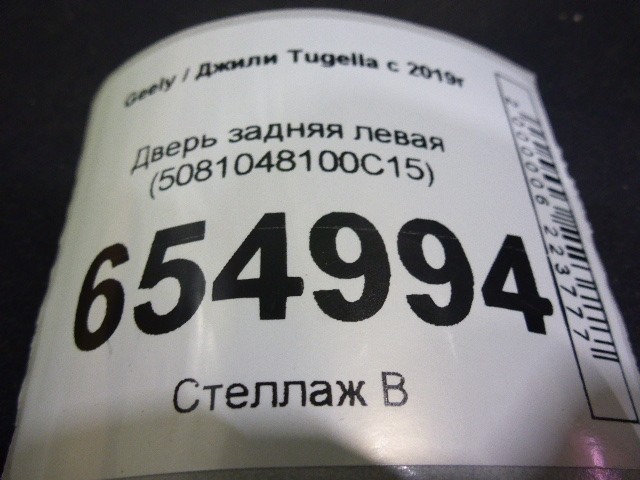 Geely / Джили Tugella с 2019г
Дверь задняя левая
(5081048100C15)
654994
Стеллаж В
2000006223777